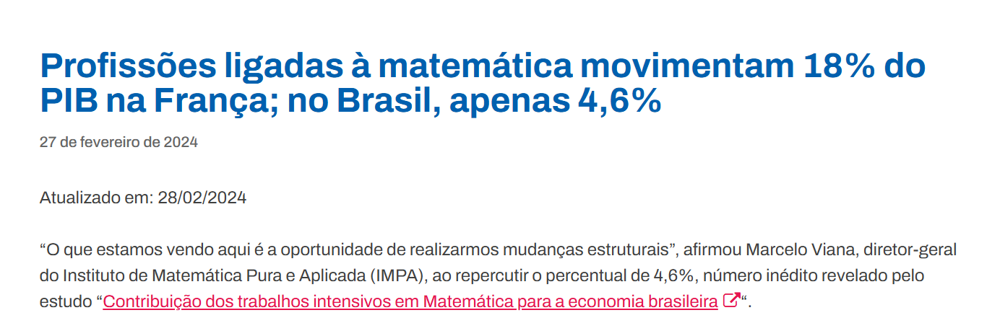 Profissões ligadas à matemática movimentam 18% do
PIB na França; no Brasil, apenas 4,6%
27 de fevereiro de 2024
Atualizado em: 28/02/2024
“O que estamos vendo aqui é a oportunidade de realizarmos mudanças estruturais”, afirmou Marcelo Viana, diretor-geral
do Instituto de Matemática Pura e Aplicada (IMPA), ao repercutir o percentual de 4,6%, número inédito revelado pelo
estudo “Contribuição dos trabalhos intensivos em Matemática para a economia brasileira“.